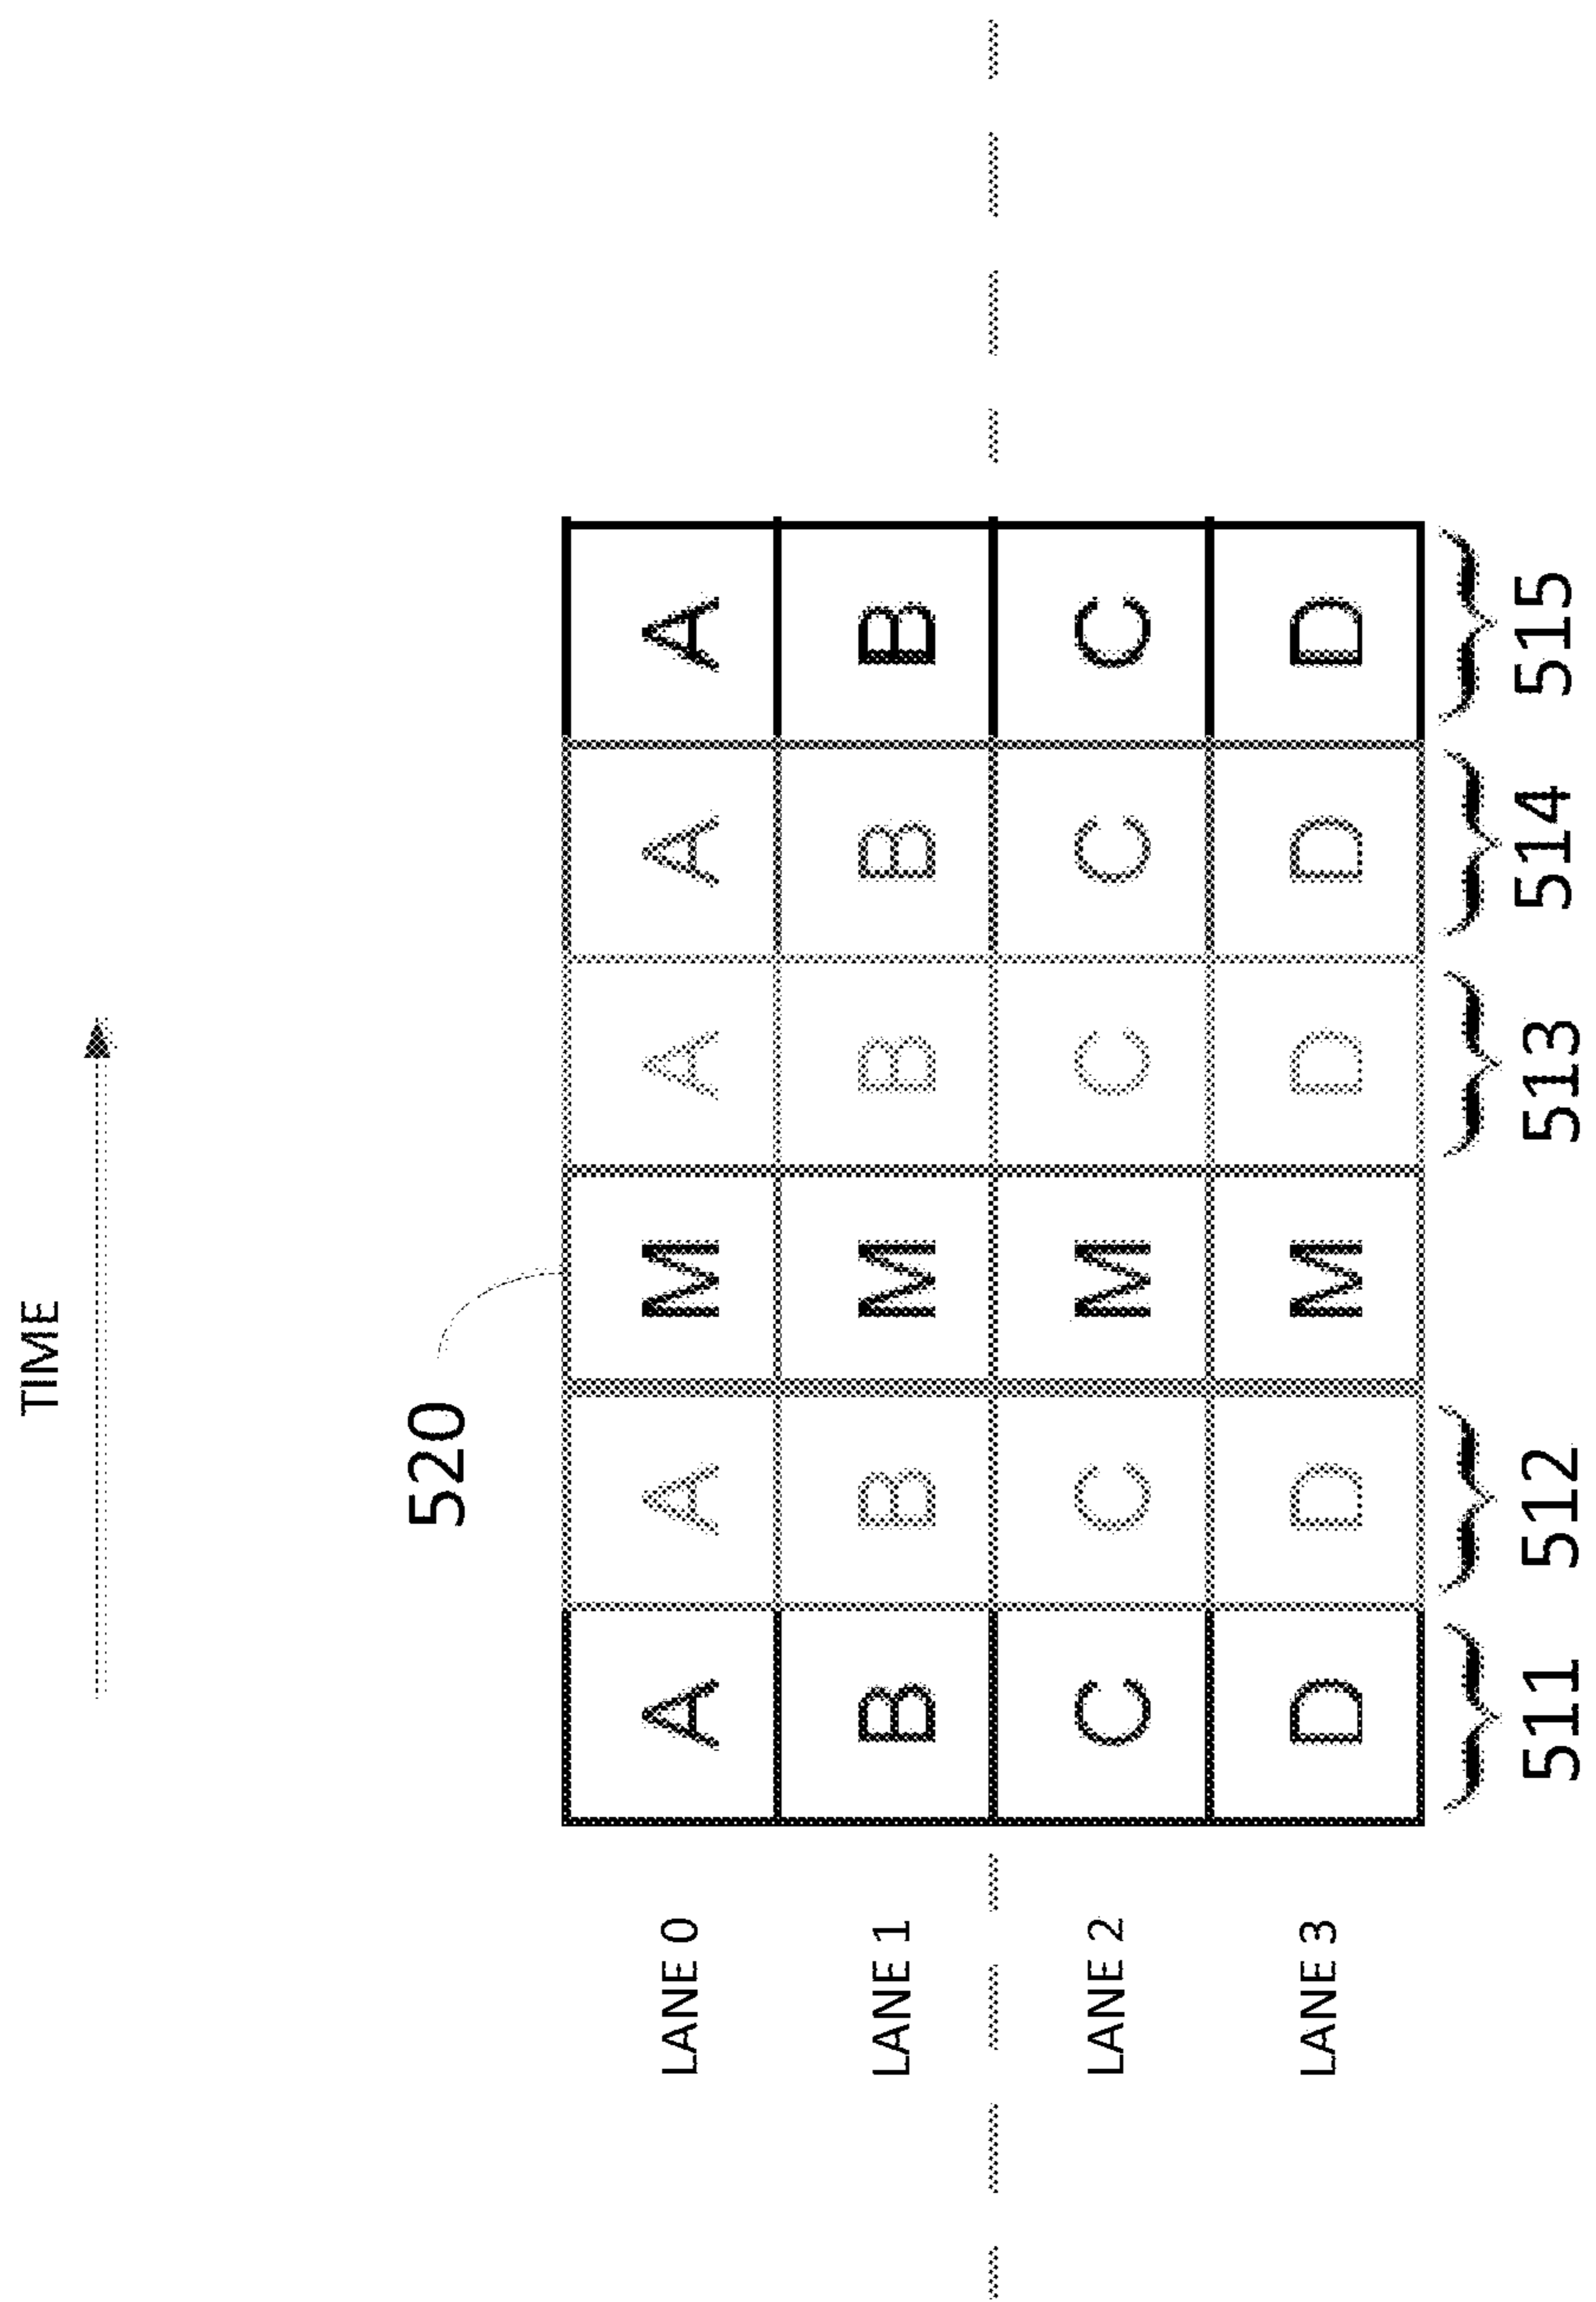 TIME
520
LANE 0 A A M A A A
LANE 1 B B M B B B
LANE 2 C C M C C C
LANE 3 D D M D D D
511 512 513 514 515